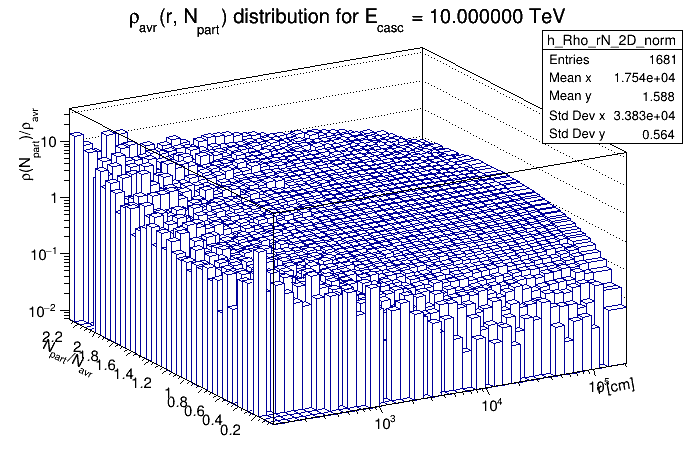 ρavr(r, Npart) distribution for Ecasc = 10.000000 TeV
h_Rho_rN_2D_norm
Entries 1681
Mean x 1.754e+04
Mean y 1.588
Std Dev x 3.383e+04
Std Dev y 0.564
ρ(Npart)/ρavr
10
1
10−1
10−2
2.2
2
1.8
1.6
1.4
1.2
1
0.8
0.6
0.4
0.2
Npart/Navr
103
104
105
r [cm]